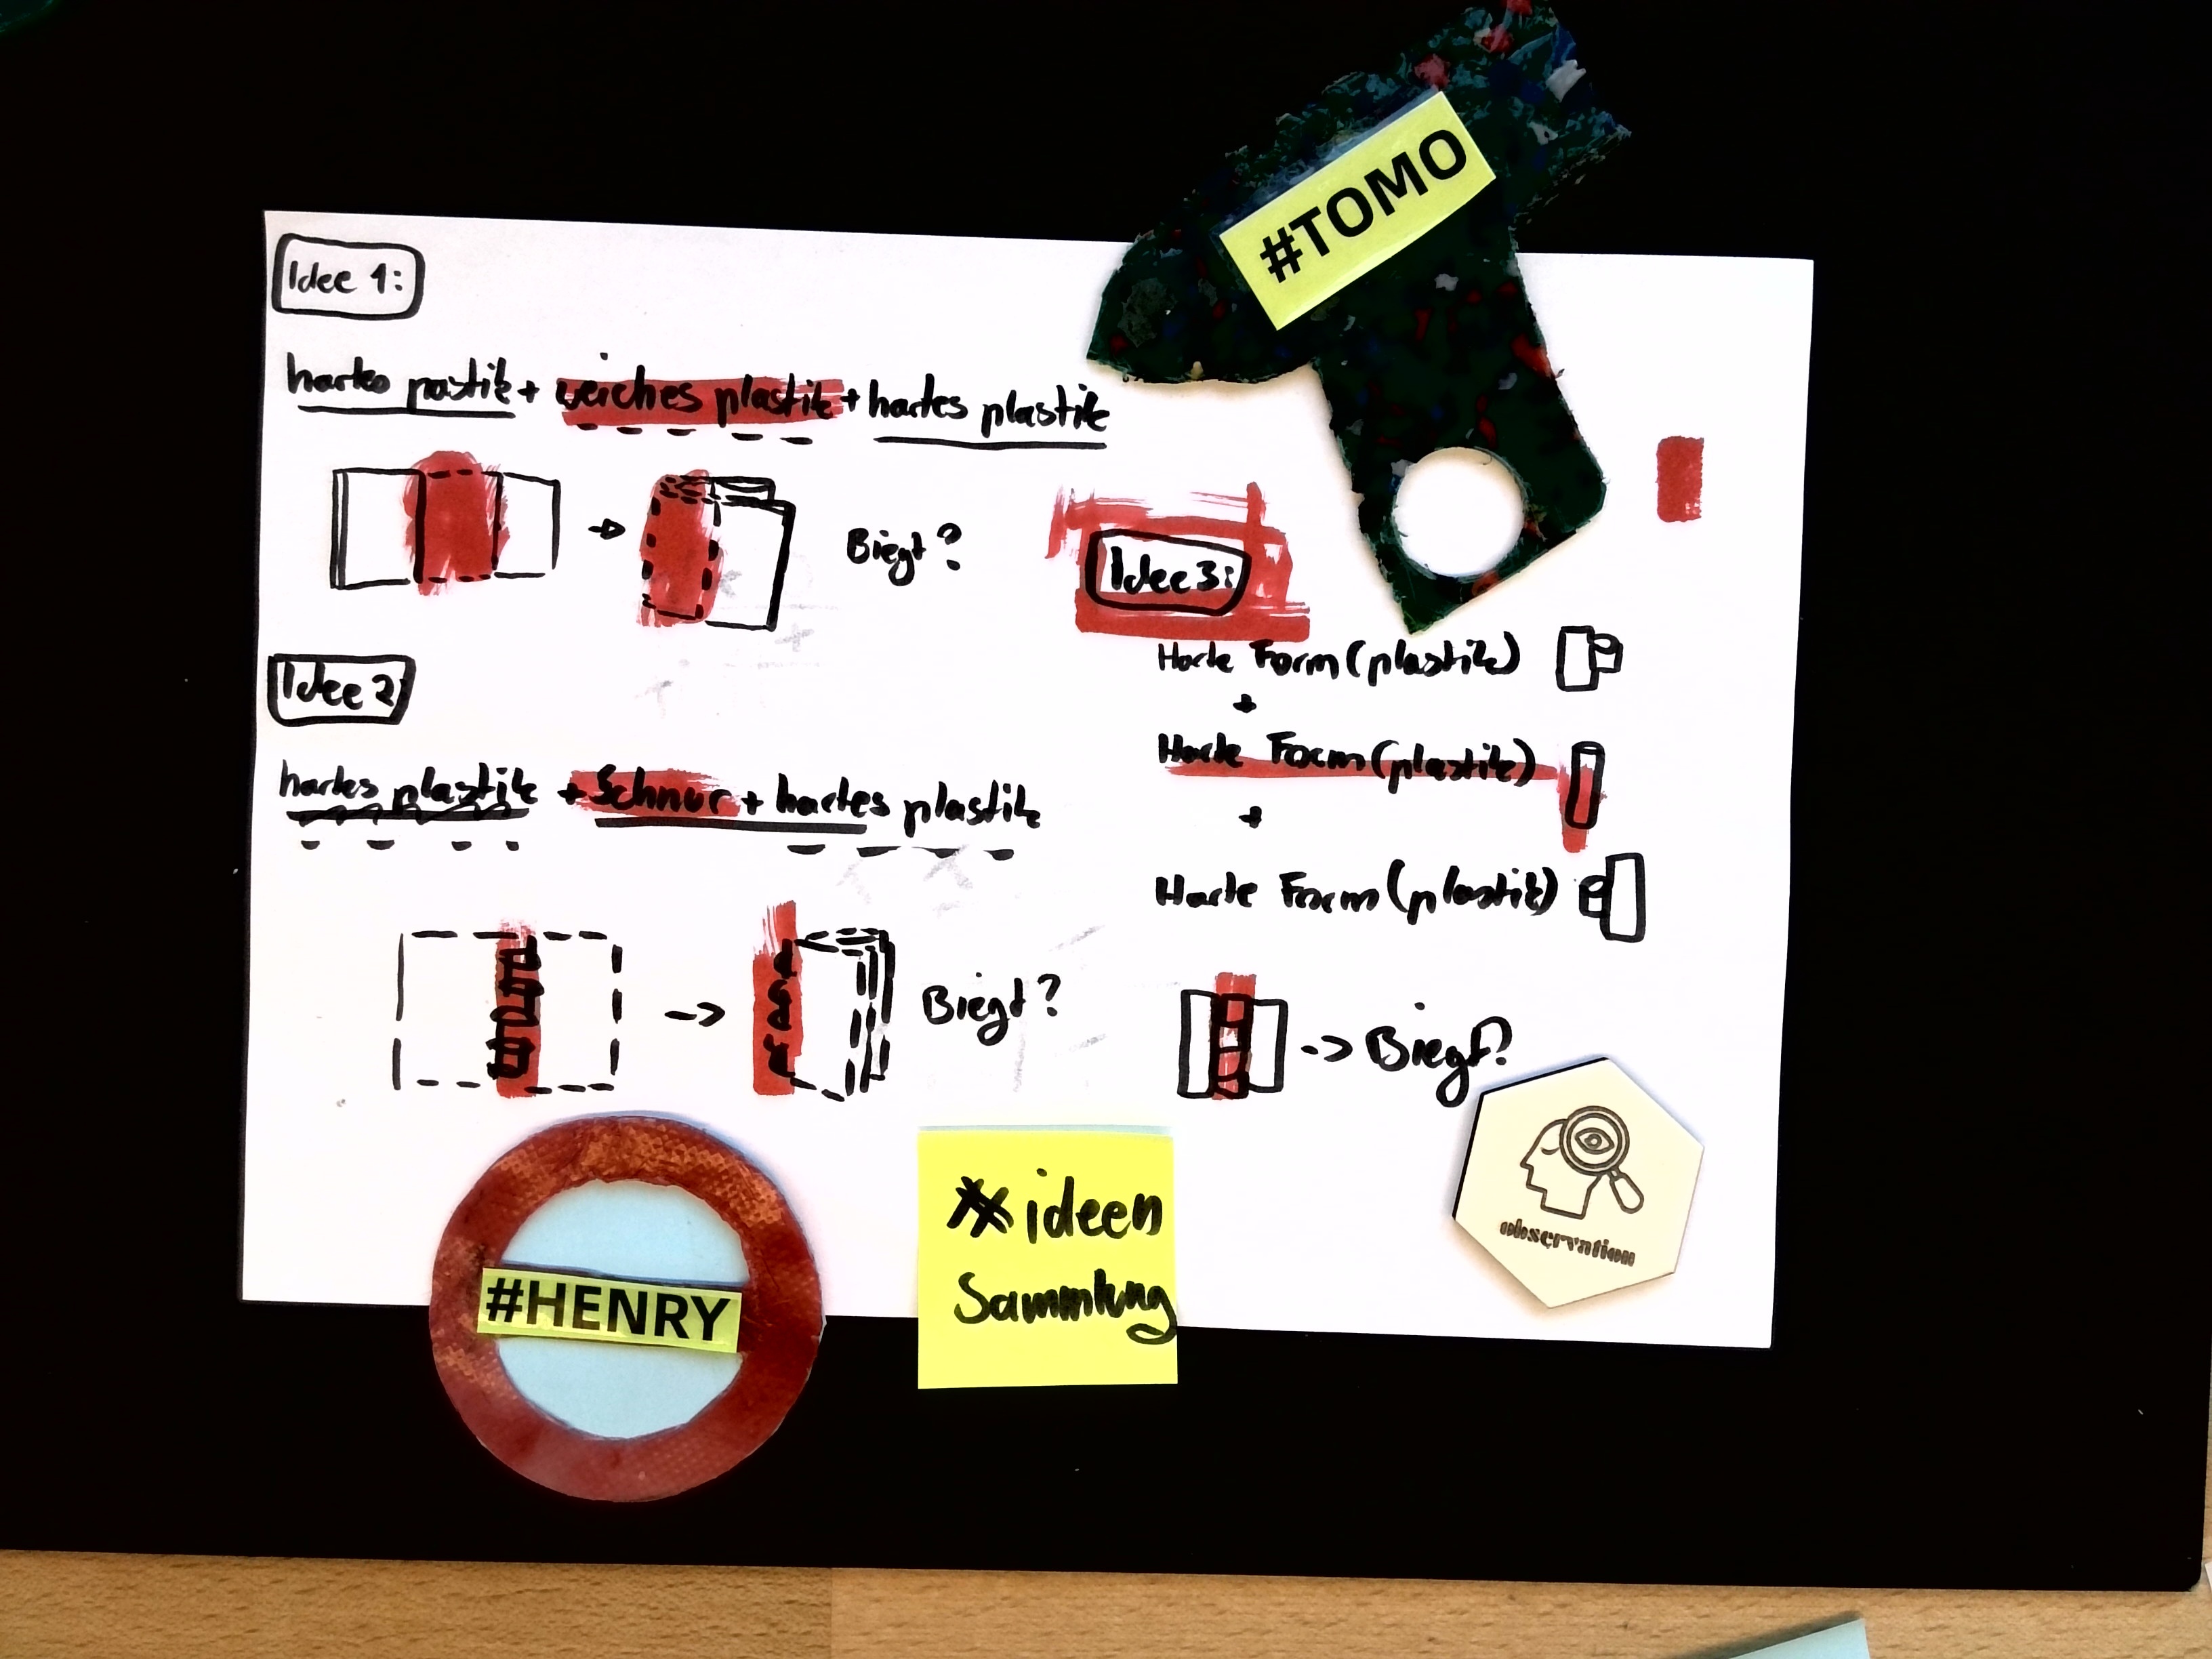 #TOMO
Idee 1:
hartes pastik + weiches plastik + hartes plastik
Biegt?
Idee 2
hartes plastik + Schnur + hartes plastik
Biegt?
Idee 3:
Harte Form (plastik)
+
Harte Form (plastik)
+
Harte Form (plastik)
-> Biegt?
#HENRY
#ideen
Sammlung
observation